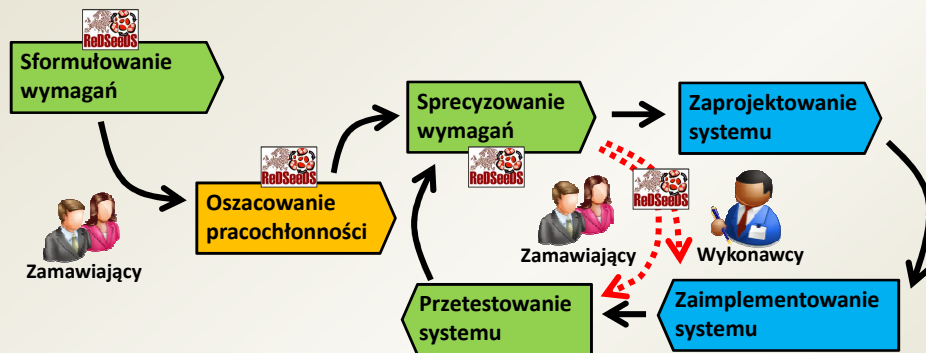 ReDSeeDS
Sformułowanie
wymagań
Sprecyzowanie
wymagań
ReDSeeDS
Zaprojektowanie
systemu
ReDSeeDS
Oszacowanie
pracochłonności
ReDSeeDS
Zamawiający
Zamawiający
Wykonawcy
Przetestowanie
systemu
Zaimplementowanie
systemu